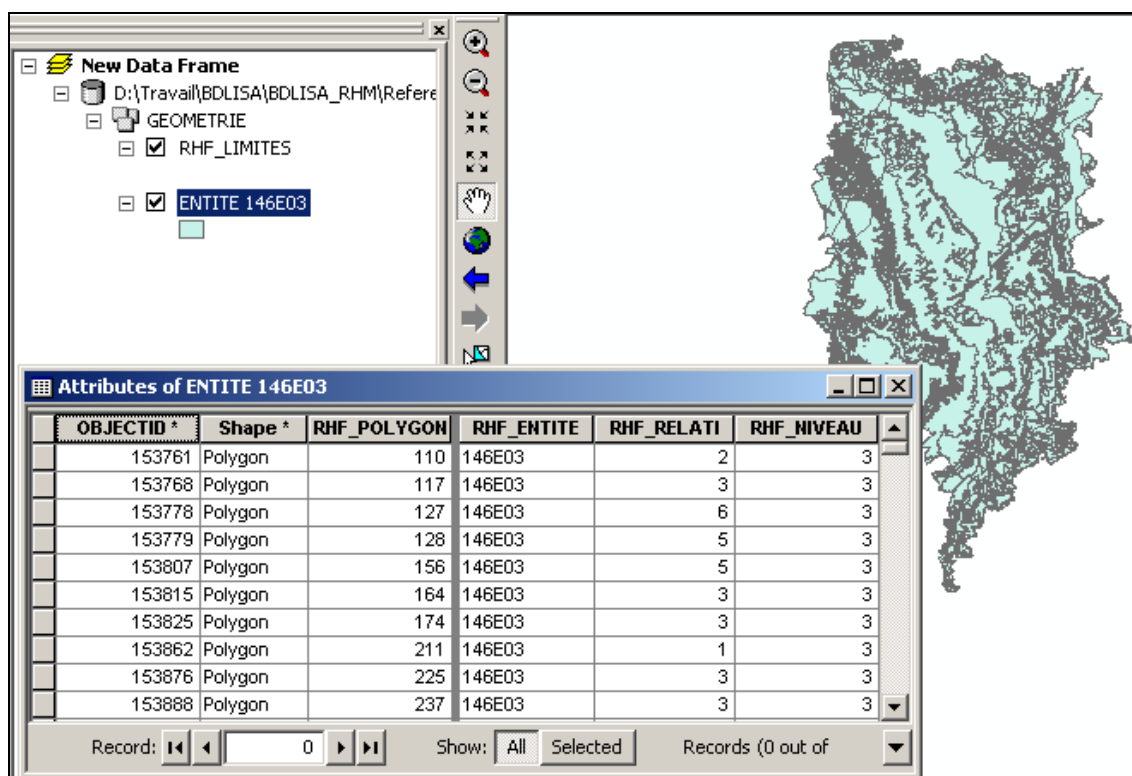 New Data Frame
D:\Travail\BDLISA\BDLISA_RHM\Refere
GEOMETRIE
RHF_LIMITES
ENTITE 146E03
Attributes of ENTITE 146E03
OBJECTID * Shape * RHF_POLYGON RHF_ENTITE RHF_RELATI RHF_NIVEAU
153761 Polygon 110 146E03 2 3
153768 Polygon 117 146E03 3 3
153778 Polygon 127 146E03 6 3
153779 Polygon 128 146E03 5 3
153807 Polygon 156 146E03 5 3
153815 Polygon 164 146E03 3 3
153825 Polygon 174 146E03 3 3
153862 Polygon 211 146E03 1 3
153876 Polygon 225 146E03 3 3
153888 Polygon 237 146E03 3 3
Record: 0 Show: All Selected Records (0 out of